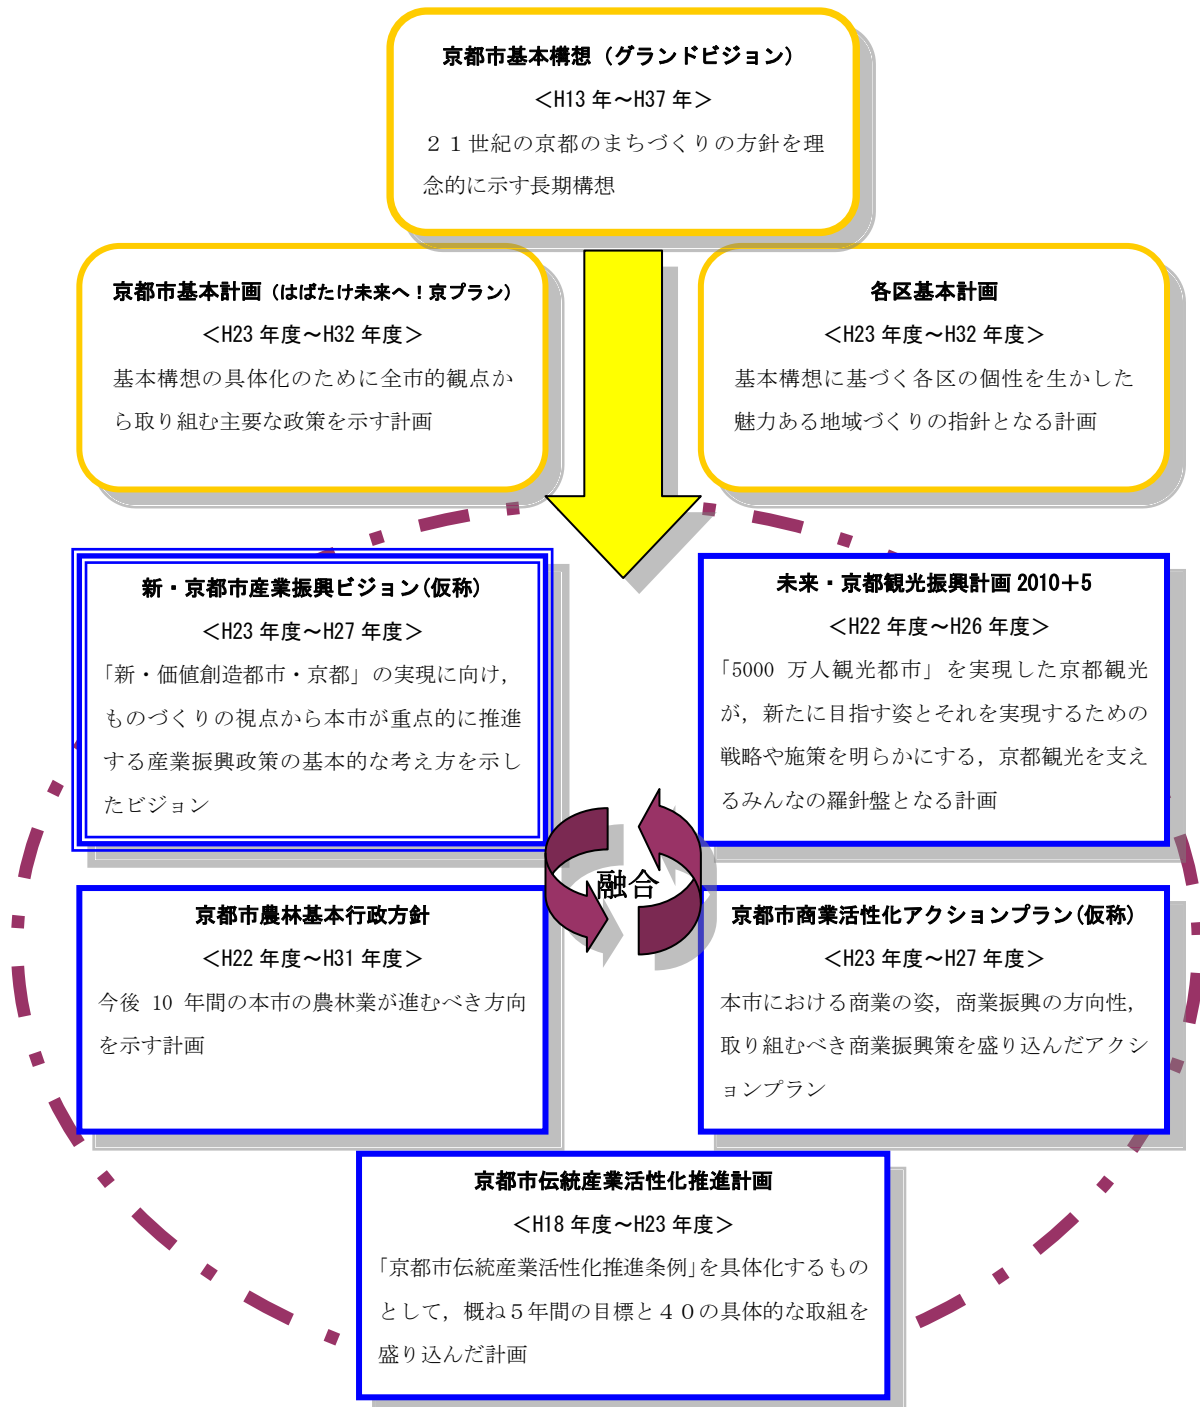 京都市基本構想（グランドビジョン）
＜H13 年～H37 年＞
２１世紀の京都のまちづくりの方針を理
念的に示す長期構想
京都市基本計画（はばたけ未来へ！京プラン）
＜H23 年度～H32 年度＞
基本構想の具体化のために全市的観点か
ら取り組む主要な政策を示す計画
各区基本計画
＜H23 年度～H32 年度＞
基本構想に基づく各区の個性を生かした
魅力ある地域づくりの指針となる計画
新・京都市産業振興ビジョン(仮称)
＜H23 年度～H27 年度＞
「新・価値創造都市・京都」の実現に向け，
ものづくりの視点から本市が重点的に推進
する産業振興政策の基本的な考え方を示し
たビジョン
未来・京都観光振興計画 2010＋5
＜H22 年度～H26 年度＞
「5000 万人観光都市」を実現した京都観光
が，新たに目指す姿とそれを実現するための
戦略や施策を明らかにする，京都観光を支え
るみんなの羅針盤となる計画
融合
京都市農林基本行政方針
＜H22 年度～H31 年度＞
今後 10 年間の本市の農林業が進むべき方向
を示す計画
京都市商業活性化アクションプラン(仮称)
＜H23 年度～H27 年度＞
本市における商業の姿，商業振興の方向性，
取り組むべき商業振興策を盛り込んだアクシ
ョンプラン
京都市伝統産業活性化推進計画
＜H18 年度～H23 年度＞
「京都市伝統産業活性化推進条例」を具体化するもの
として，概ね５年間の目標と４０の具体的な取組を
盛り込んだ計画